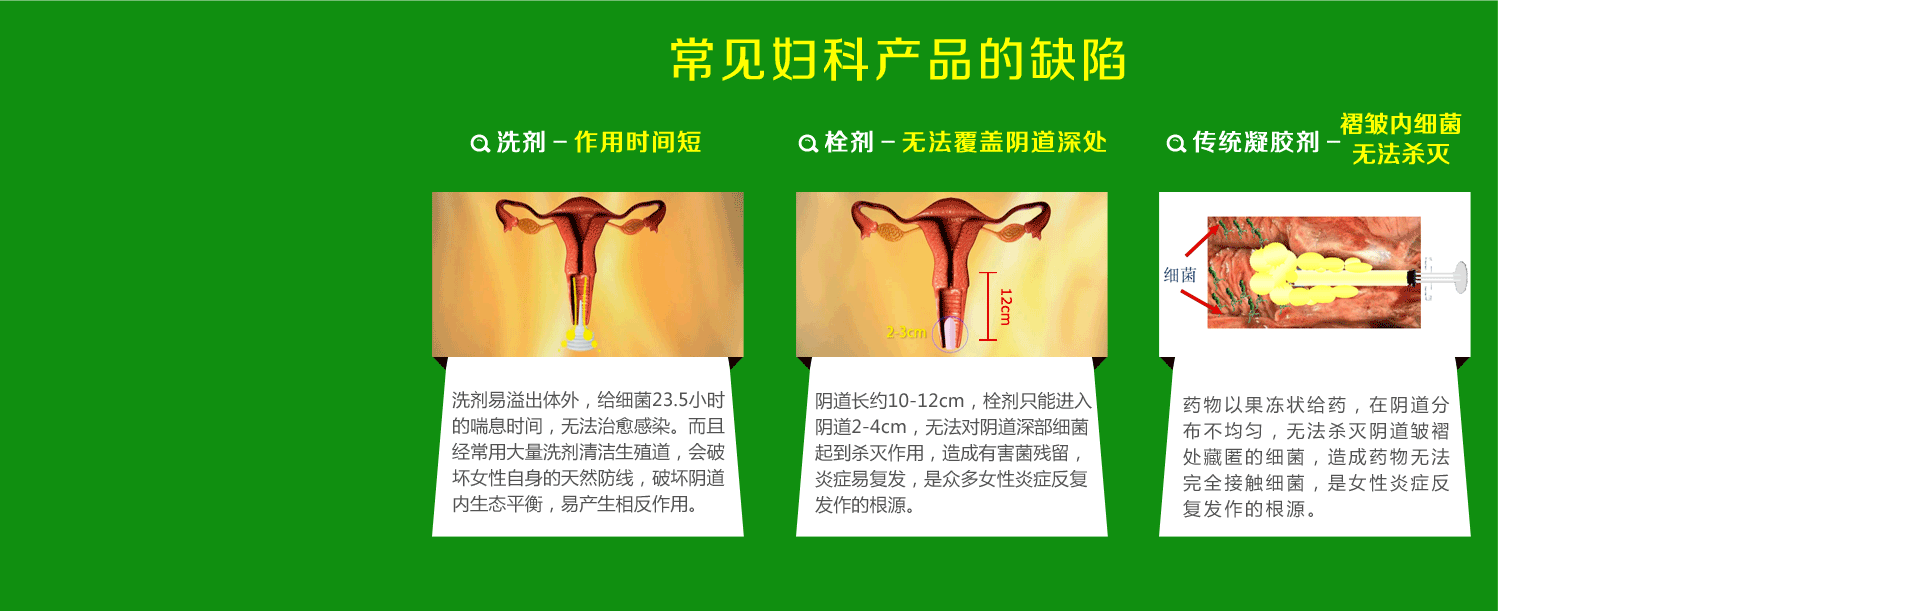 常见妇科产品的缺陷
洗剂 – 作用时间短
栓剂 – 无法覆盖阴道深处
传统凝胶剂 – 褶皱内细菌
无法杀灭
12cm
2-3cm
细菌
洗剂易溢出体外，给细菌23.5小时
的喘息时间，无法治愈感染。而且
经常用大量洗剂清洁生殖道，会破
坏女性自身的天然防线，破坏阴道
内生态平衡，易产生相反作用。
阴道长约10-12cm，栓剂只能进入
阴道2-4cm，无法对阴道深部细菌
起到杀灭作用，造成有害菌残留，
炎症易复发，是众多女性炎症反复
发作的根源。
药物以果冻状给药，在阴道分
布不均匀，无法杀灭阴道皱褶
处藏匿的细菌，造成药物无法
完全接触细菌，是女性炎症反
复发作的根源。